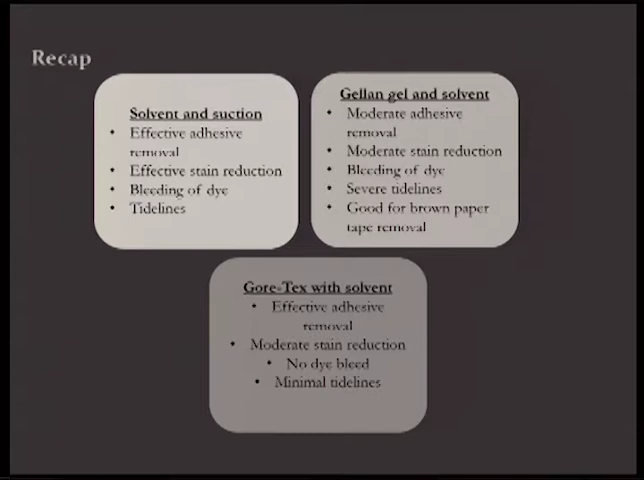 Recap
Solvent and suction
• Effective adhesive
removal
• Effective stain reduction
• Bleeding of dye
• Tidelines
Gellan gel and solvent
• Moderate adhesive
removal
• Moderate stain reduction
• Bleeding of dye
• Severe tidelines
• Good for brown paper
tape removal
Gore-Tex with solvent
• Effective adhesive
removal
• Moderate stain reduction
• No dye bleed
• Minimal tidelines